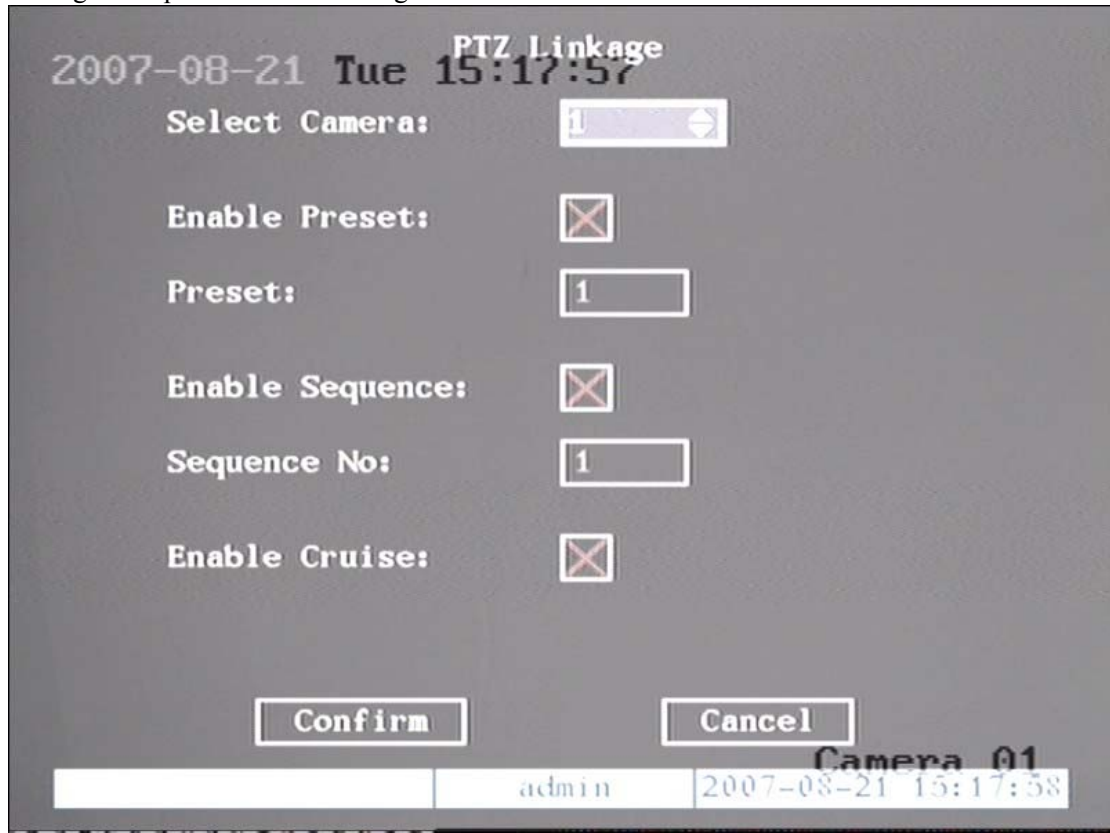 PTZ Linkage
2007-08-21 Tue 15:17:57
Select Camera: 1
Enable Preset:
Preset: 1
Enable Sequence:
Sequence No: 1
Enable Cruise:
Confirm Cancel
Camera 01
admin 2007-08-21 15:17:58